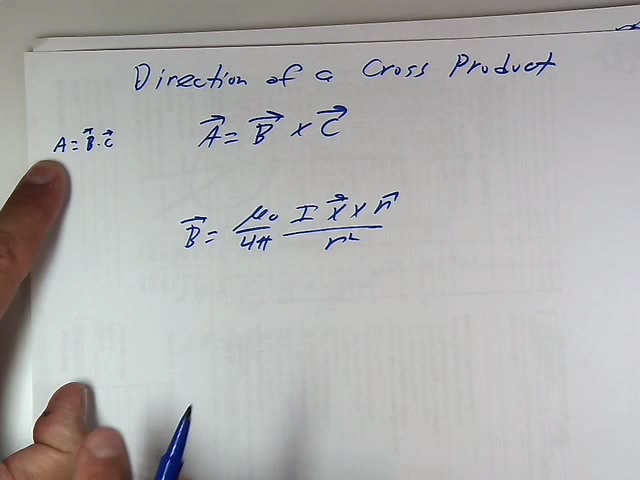 Direction of a Cross Product
A = B⃗ · C⃗
A⃗ = B⃗ × C⃗
B⃗ = μ₀/4π I x⃗ × r⃗/r²